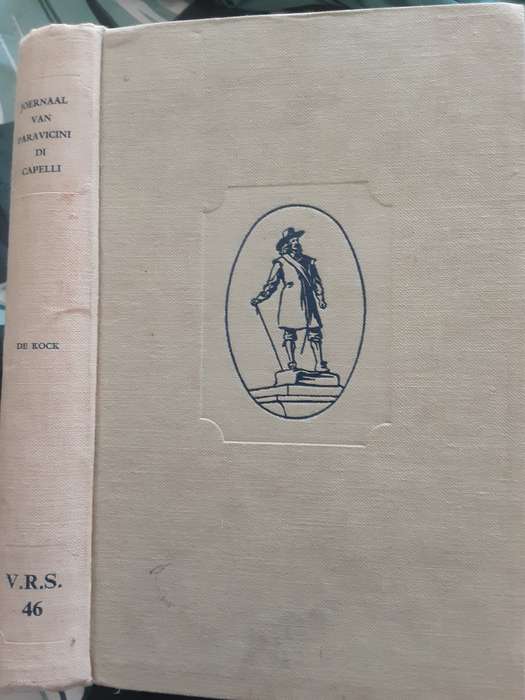 JOERNAAL
VAN
PARAVICINI
DI
CAPELLI
DE KOCK
V.R.S.
46